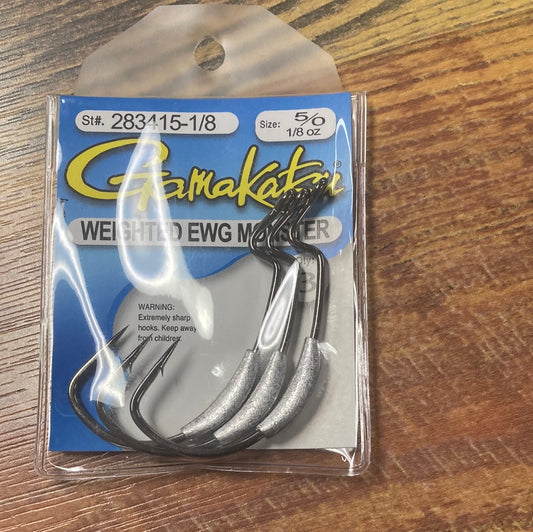 St#. 283415-1/8
Size: 5/0
1/8 oz
Gamakatsu
WEIGHTED EWG MONSTER
3
WARNING:
Extremely sharp
hooks. Keep away
from children.